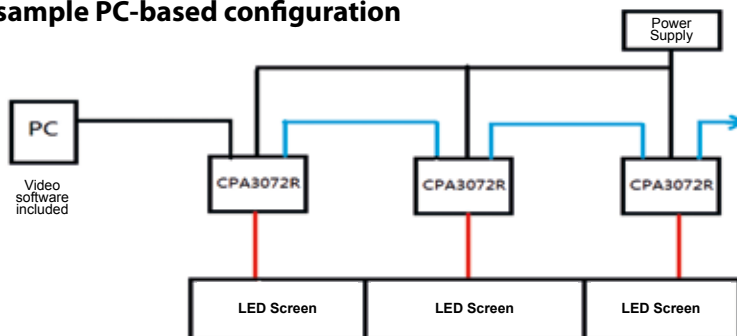 sample PC-based configuration
Power
Supply
PC
Video
software
included
CPA3072R
CPA3072R
CPA3072R
LED Screen
LED Screen
LED Screen